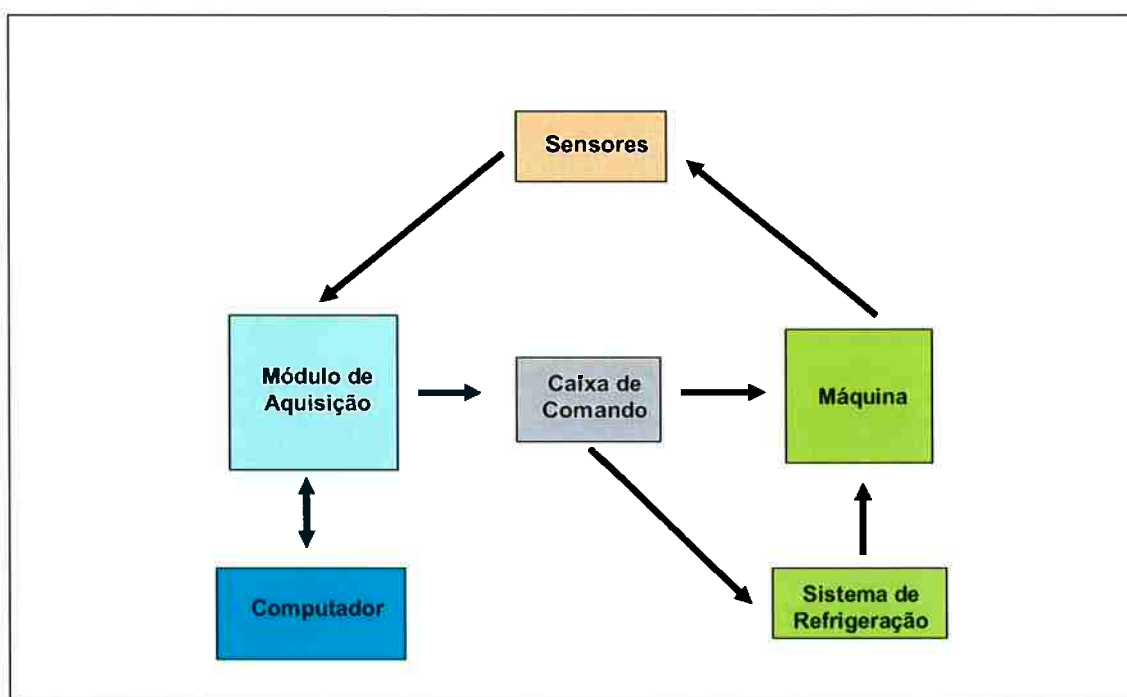 Sensores
Módulo de
Aquisição
Caixa de
Comando
Máquina
Computador
Sistema de
Refrigeração